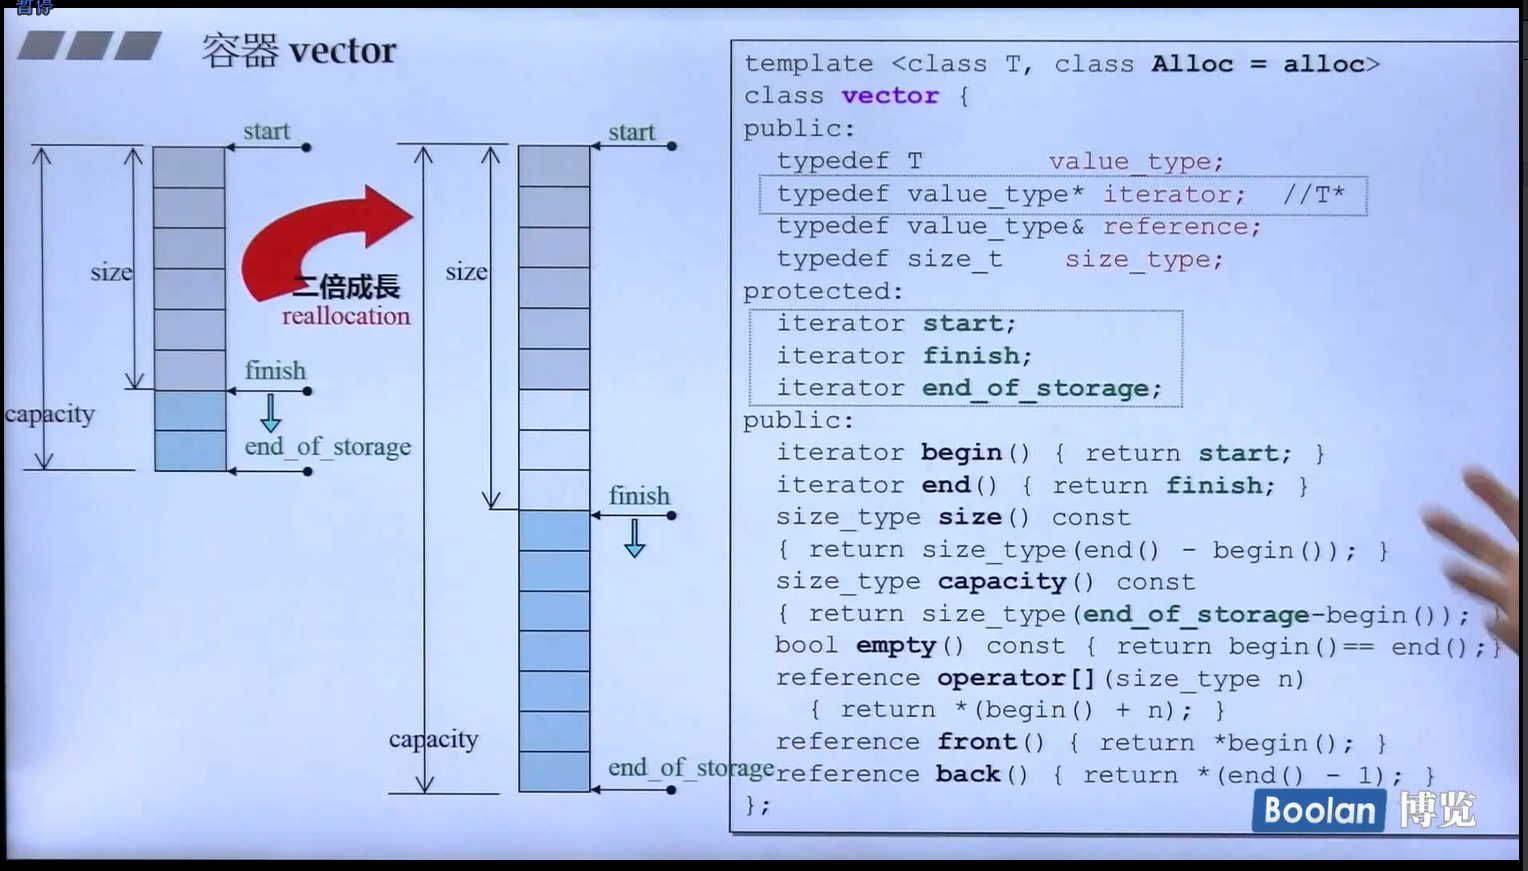 暂停
容器 vector
start
size
二倍成長
reallocation
finish
capacity
end_of_storage
start
size
finish
capacity
end_of_storage
template <class T, class Alloc = alloc>
class vector {
public:
typedef T value_type;
typedef value_type* iterator; //T*
typedef value_type& reference;
typedef size_t size_type;
protected:
iterator start;
iterator finish;
iterator end_of_storage;
public:
iterator begin() { return start; }
iterator end() { return finish; }
size_type size() const
{ return size_type(end() - begin()); }
size_type capacity() const
{ return size_type(end_of_storage-begin()); }
bool empty() const { return begin()== end();}
reference operator[](size_type n)
{ return *(begin() + n); }
reference front() { return *begin(); }
reference back() { return *(end() - 1); }
};
Boolan 博览